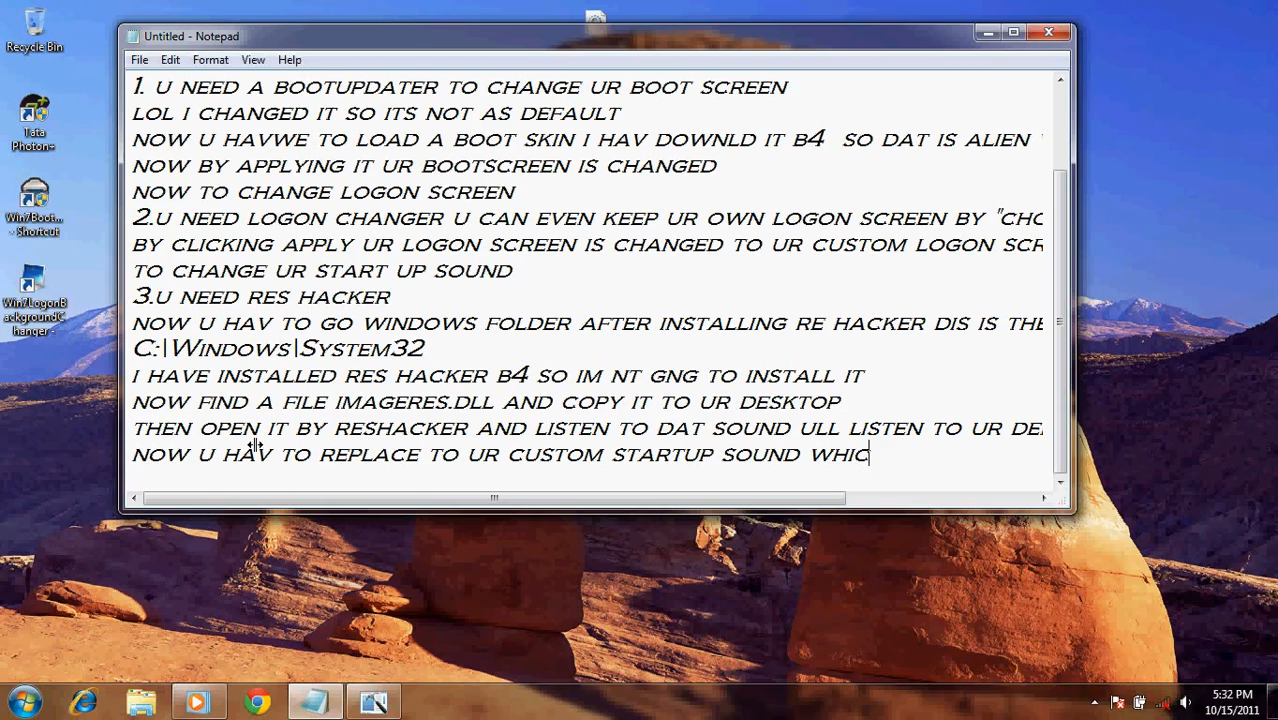 Recycle Bin
Tata Photon+
Win7Boot... - Shortcut
Win7LogonBackgroundChanger -
Untitled - Notepad
File Edit Format View Help
1. U NEED A BOOTUPDATER TO CHANGE UR BOOT SCREEN
LOL I CHANGED IT SO ITS NOT AS DEFAULT
NOW U HAVWE TO LOAD A BOOT SKIN I HAV DOWNLD IT B4  SO DAT IS ALIEN
NOW BY APPLYING IT UR BOOTSCREEN IS CHANGED
NOW TO CHANGE LOGON SCREEN
2.U NEED LOGON CHANGER U CAN EVEN KEEP UR OWN LOGON SCREEN BY "CHO
BY CLICKING APPLY UR LOGON SCREEN IS CHANGED TO UR CUSTOM LOGON SCR
TO CHANGE UR START UP SOUND
3.U NEED RES HACKER
NOW U HAV TO GO WINDOWS FOLDER AFTER INSTALLING RE HACKER DIS IS THE
C:\Windows\System32
I HAVE INSTALLED RES HACKER B4 SO IM NT GNG TO INSTALL IT
NOW FIND A FILE IMAGERES.DLL AND COPY IT TO UR DESKTOP
THEN OPEN IT BY RESHACKER AND LISTEN TO DAT SOUND ULL LISTEN TO UR DE
NOW U HAV TO REPLACE TO UR CUSTOM STARTUP SOUND WHIC
5:32 PM
10/15/2011